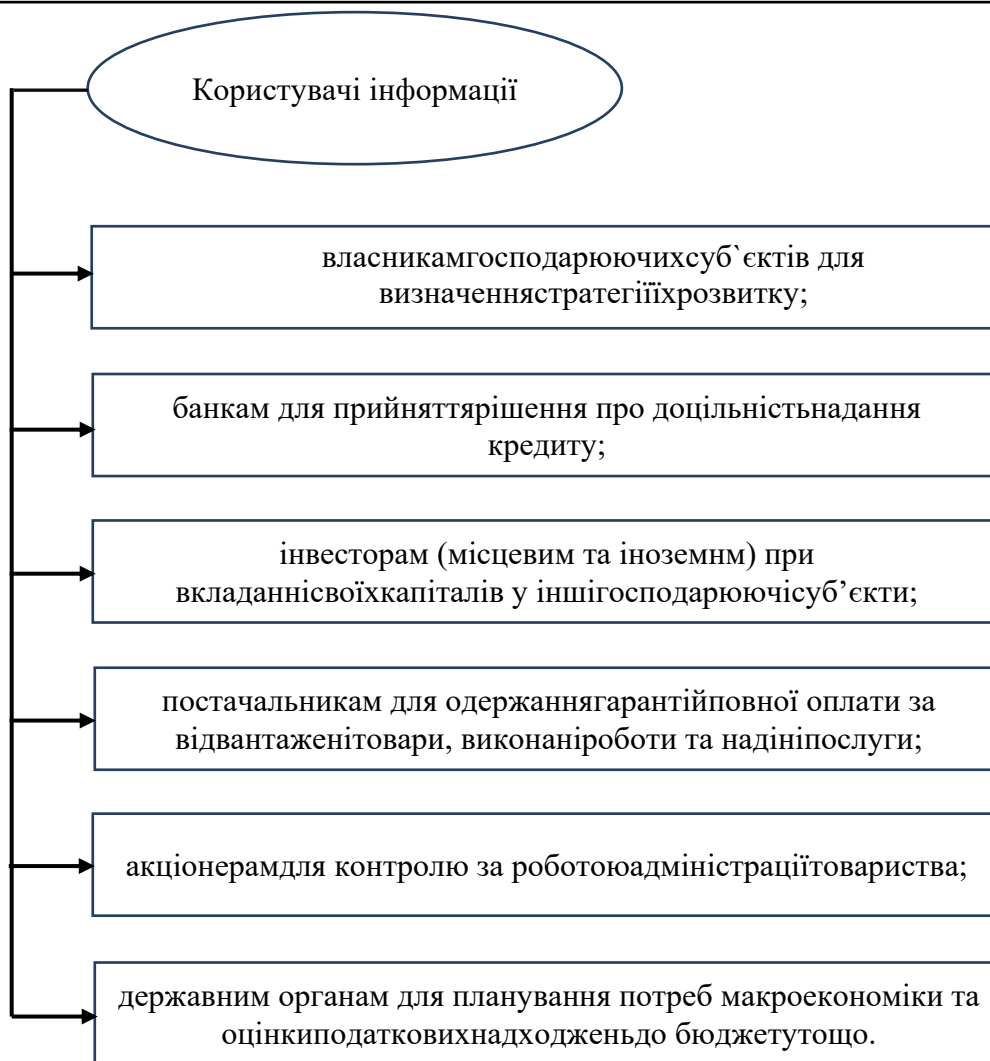 Користувачі інформації
власникамгосподарюючихсуб`єктів для
визначеннястратегіїїхрозвитку;
банкам для прийняттярішення про доцільністьнадання
кредиту;
інвесторам (місцевим та іноземнм) при
вкладаннісвоїхкапіталів у іншігосподарюючісуб’єкти;
постачальникам для одержаннягарантійповної оплати за
відвантаженітовари, виконаніроботи та надініпослуги;
акціонерамдля контролю за роботоюадміністраціїтовариства;
державним органам для планування потреб макроекономіки та
оцінкиподатковихнадходженьдо бюджетутощо.